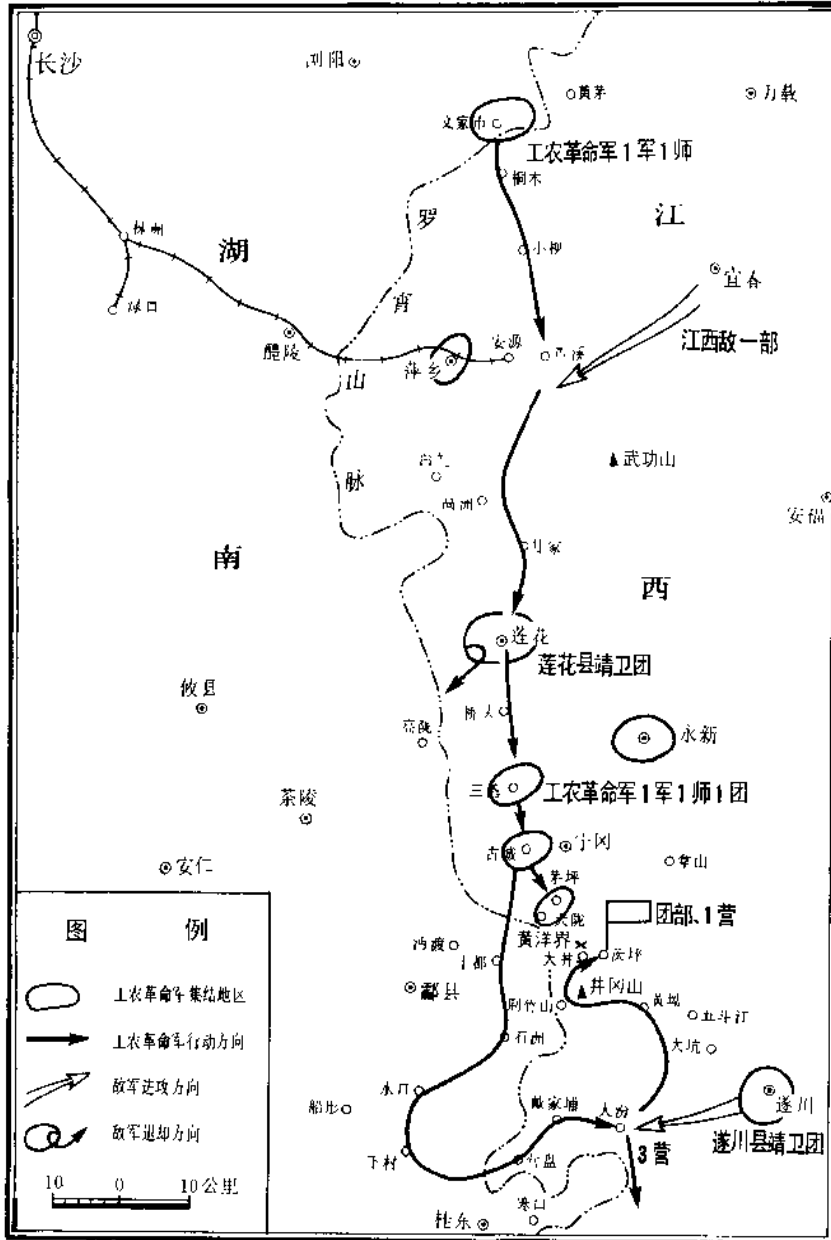 长沙
浏阳
黄茅
万载
文家市
工农革命军1军1师
桐木
罗
江
湖
小枧
宜春
霄
醴陵
安源
江西敌一部
萍乡
山
武功山
脉
安福
南
西
莲花
莲花县靖卫团
攸县
永新
工农革命军1军1师1团
茶陵
古城
宁冈
安仁
茅坪
团部、1营
图 例
黄洋界
大井
茨坪
十都
酃县
井冈山
工农革命军集结地区
荆竹山
黄坳
五斗江
工农革命军行动方向
石洲
大坑
敌军进攻方向
水口
船形
戴家埔
大汾
遂川
敌军退却方向
3营
遂川县靖卫团
下村
10 0 10公里
寒口
桂东